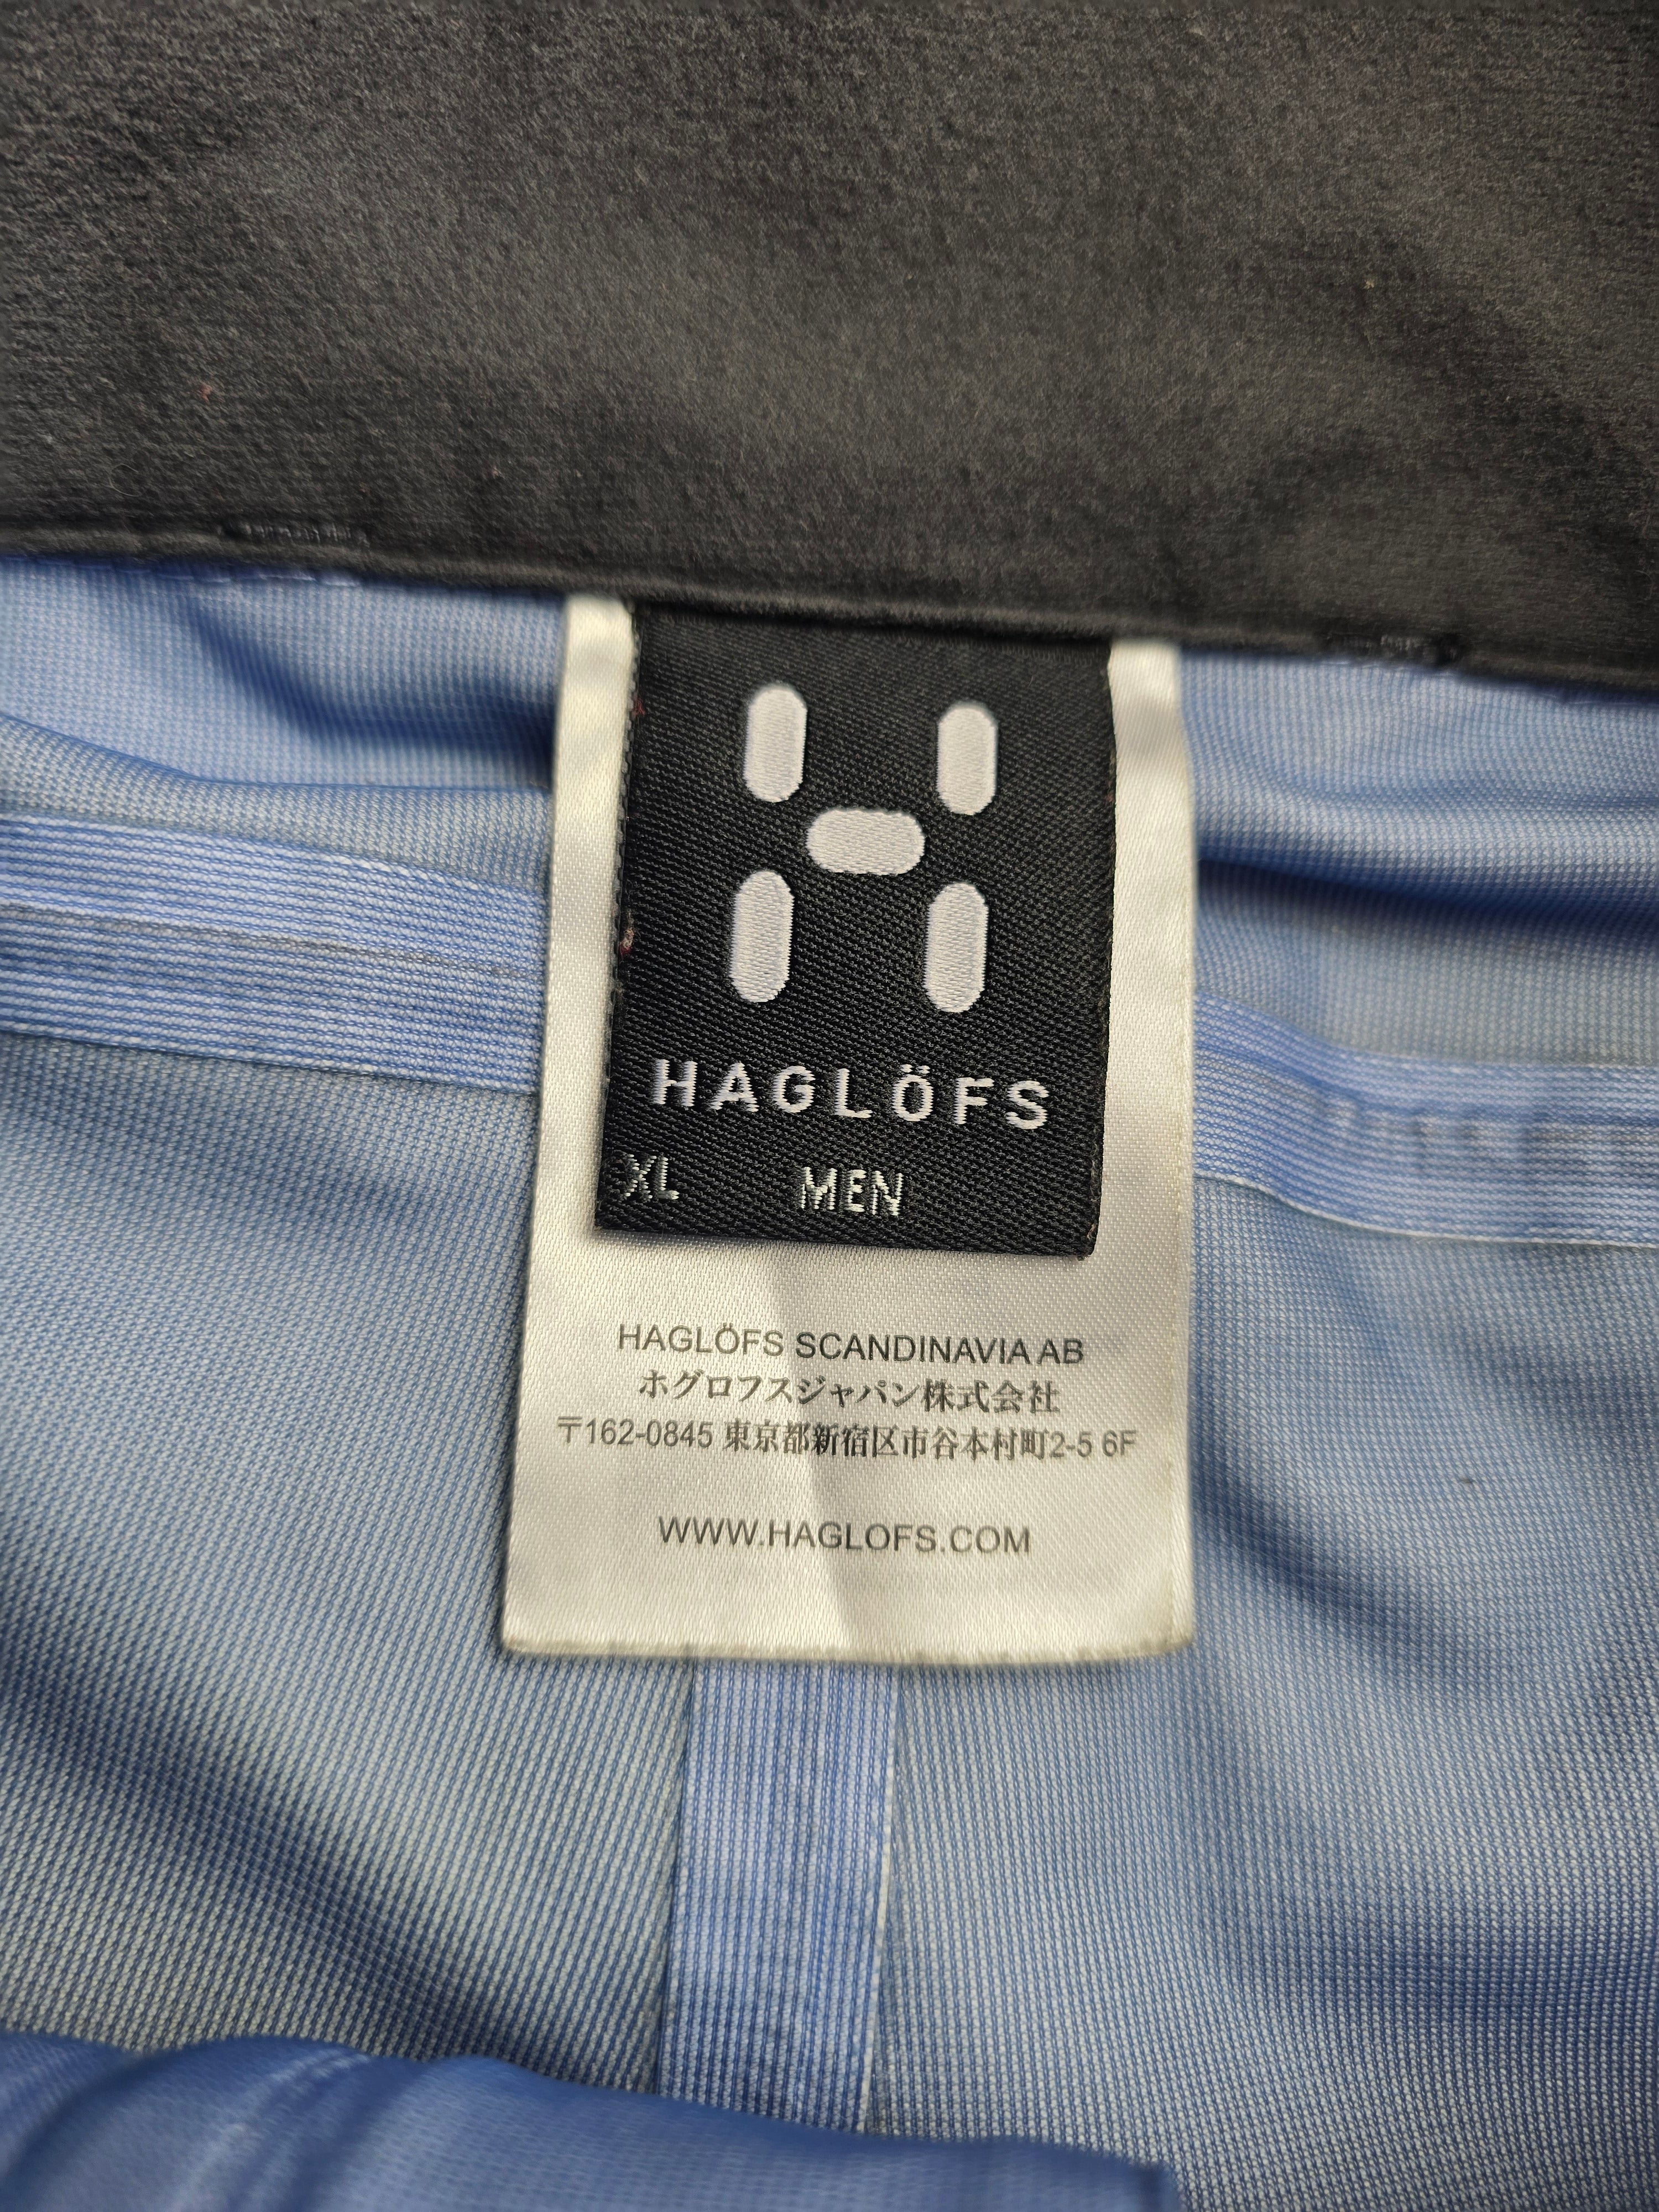 HAGLÖFS
XL MEN
HAGLÖFS SCANDINAVIA AB
ホグロフスジャパン株式会社
〒162-0845 東京都新宿区市谷本村町2-5 6F
WWW.HAGLOFS.COM